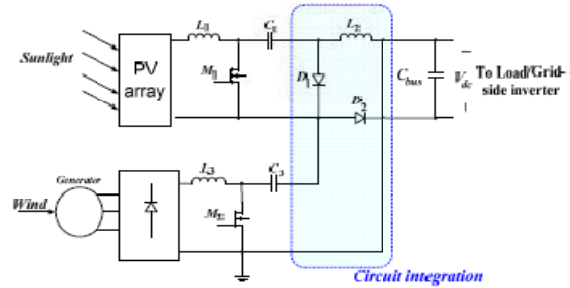 L1
C1
L2
Sunlight
PV
array
M1
D1
Cbus
Vdc
To Load/Grid-
side inverter
D2
L3
C3
Generator
Wind
M2
Circuit integration